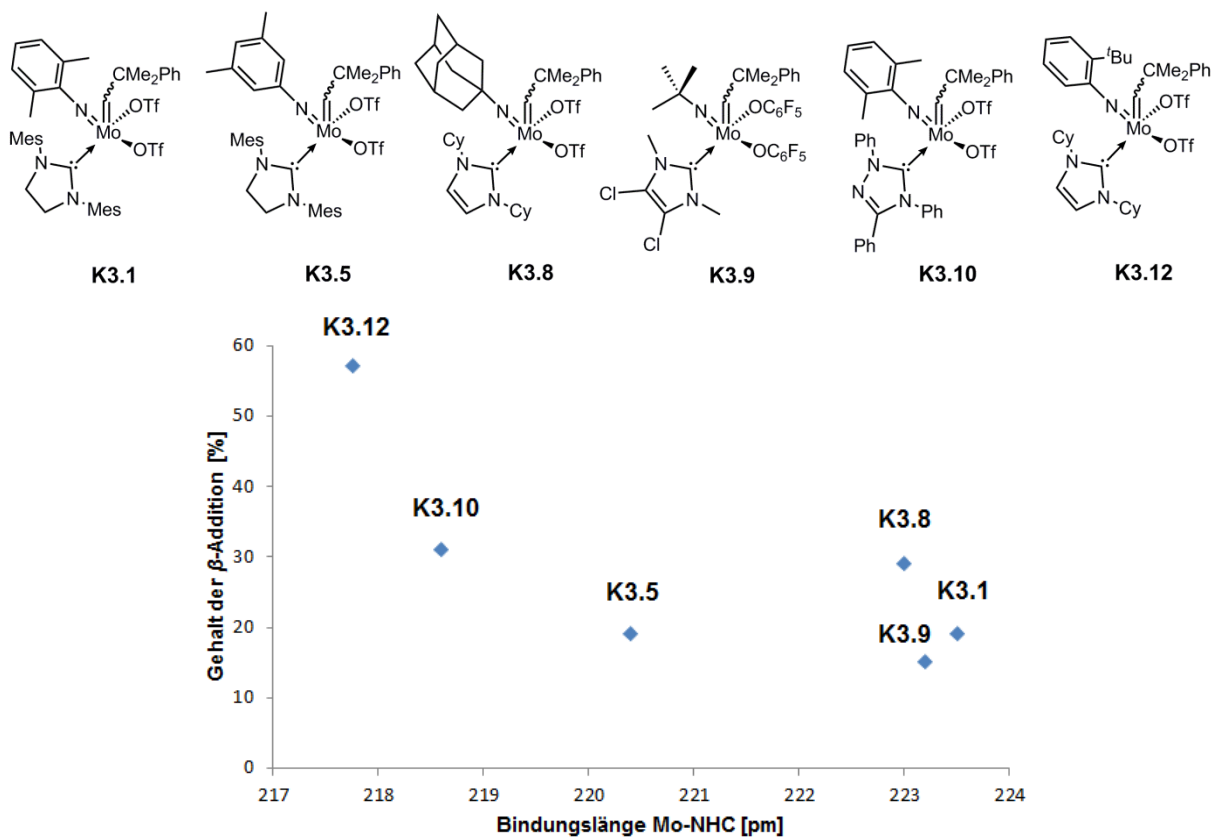 CMe2Ph
N
Mo
OTf
OTf
Mes
N
N
Mes
K3.1
CMe2Ph
N
Mo
OTf
OTf
Mes
N
N
Mes
K3.5
CMe2Ph
N
Mo
OTf
OTf
Cy
N
N
Cy
K3.8
CMe2Ph
N
Mo
OC6F5
OC6F5
N
N
Cl
Cl
K3.9
CMe2Ph
N
Mo
OTf
OTf
Ph
N
N
N
Ph
Ph
K3.10
tBu
CMe2Ph
N
Mo
OTf
OTf
Cy
N
N
Cy
K3.12
Gehalt der β-Addition [%]
60
50
40
30
20
10
0
K3.12
K3.10
K3.5
K3.8
K3.1
K3.9
217 218 219 220 221 222 223 224
Bindungslänge Mo-NHC [pm]